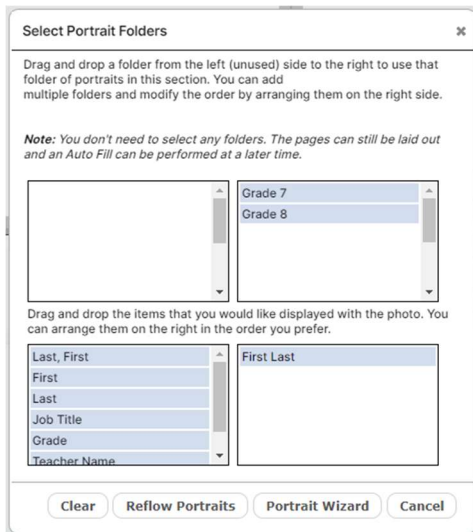 Select Portrait Folders
Drag and drop a folder from the left (unused) side to the right to use that
folder of portraits in this section. You can add
multiple folders and modify the order by arranging them on the right side.
Note: You don't need to select any folders. The pages can still be laid out
and an Auto Fill can be performed at a later time.
Grade 7
Grade 8
Drag and drop the items that you would like displayed with the photo. You
can arrange them on the right in the order you prefer.
Last, First
First
Last
Job Title
Grade
Teacher Name
First Last
Clear Reflow Portraits Portrait Wizard Cancel